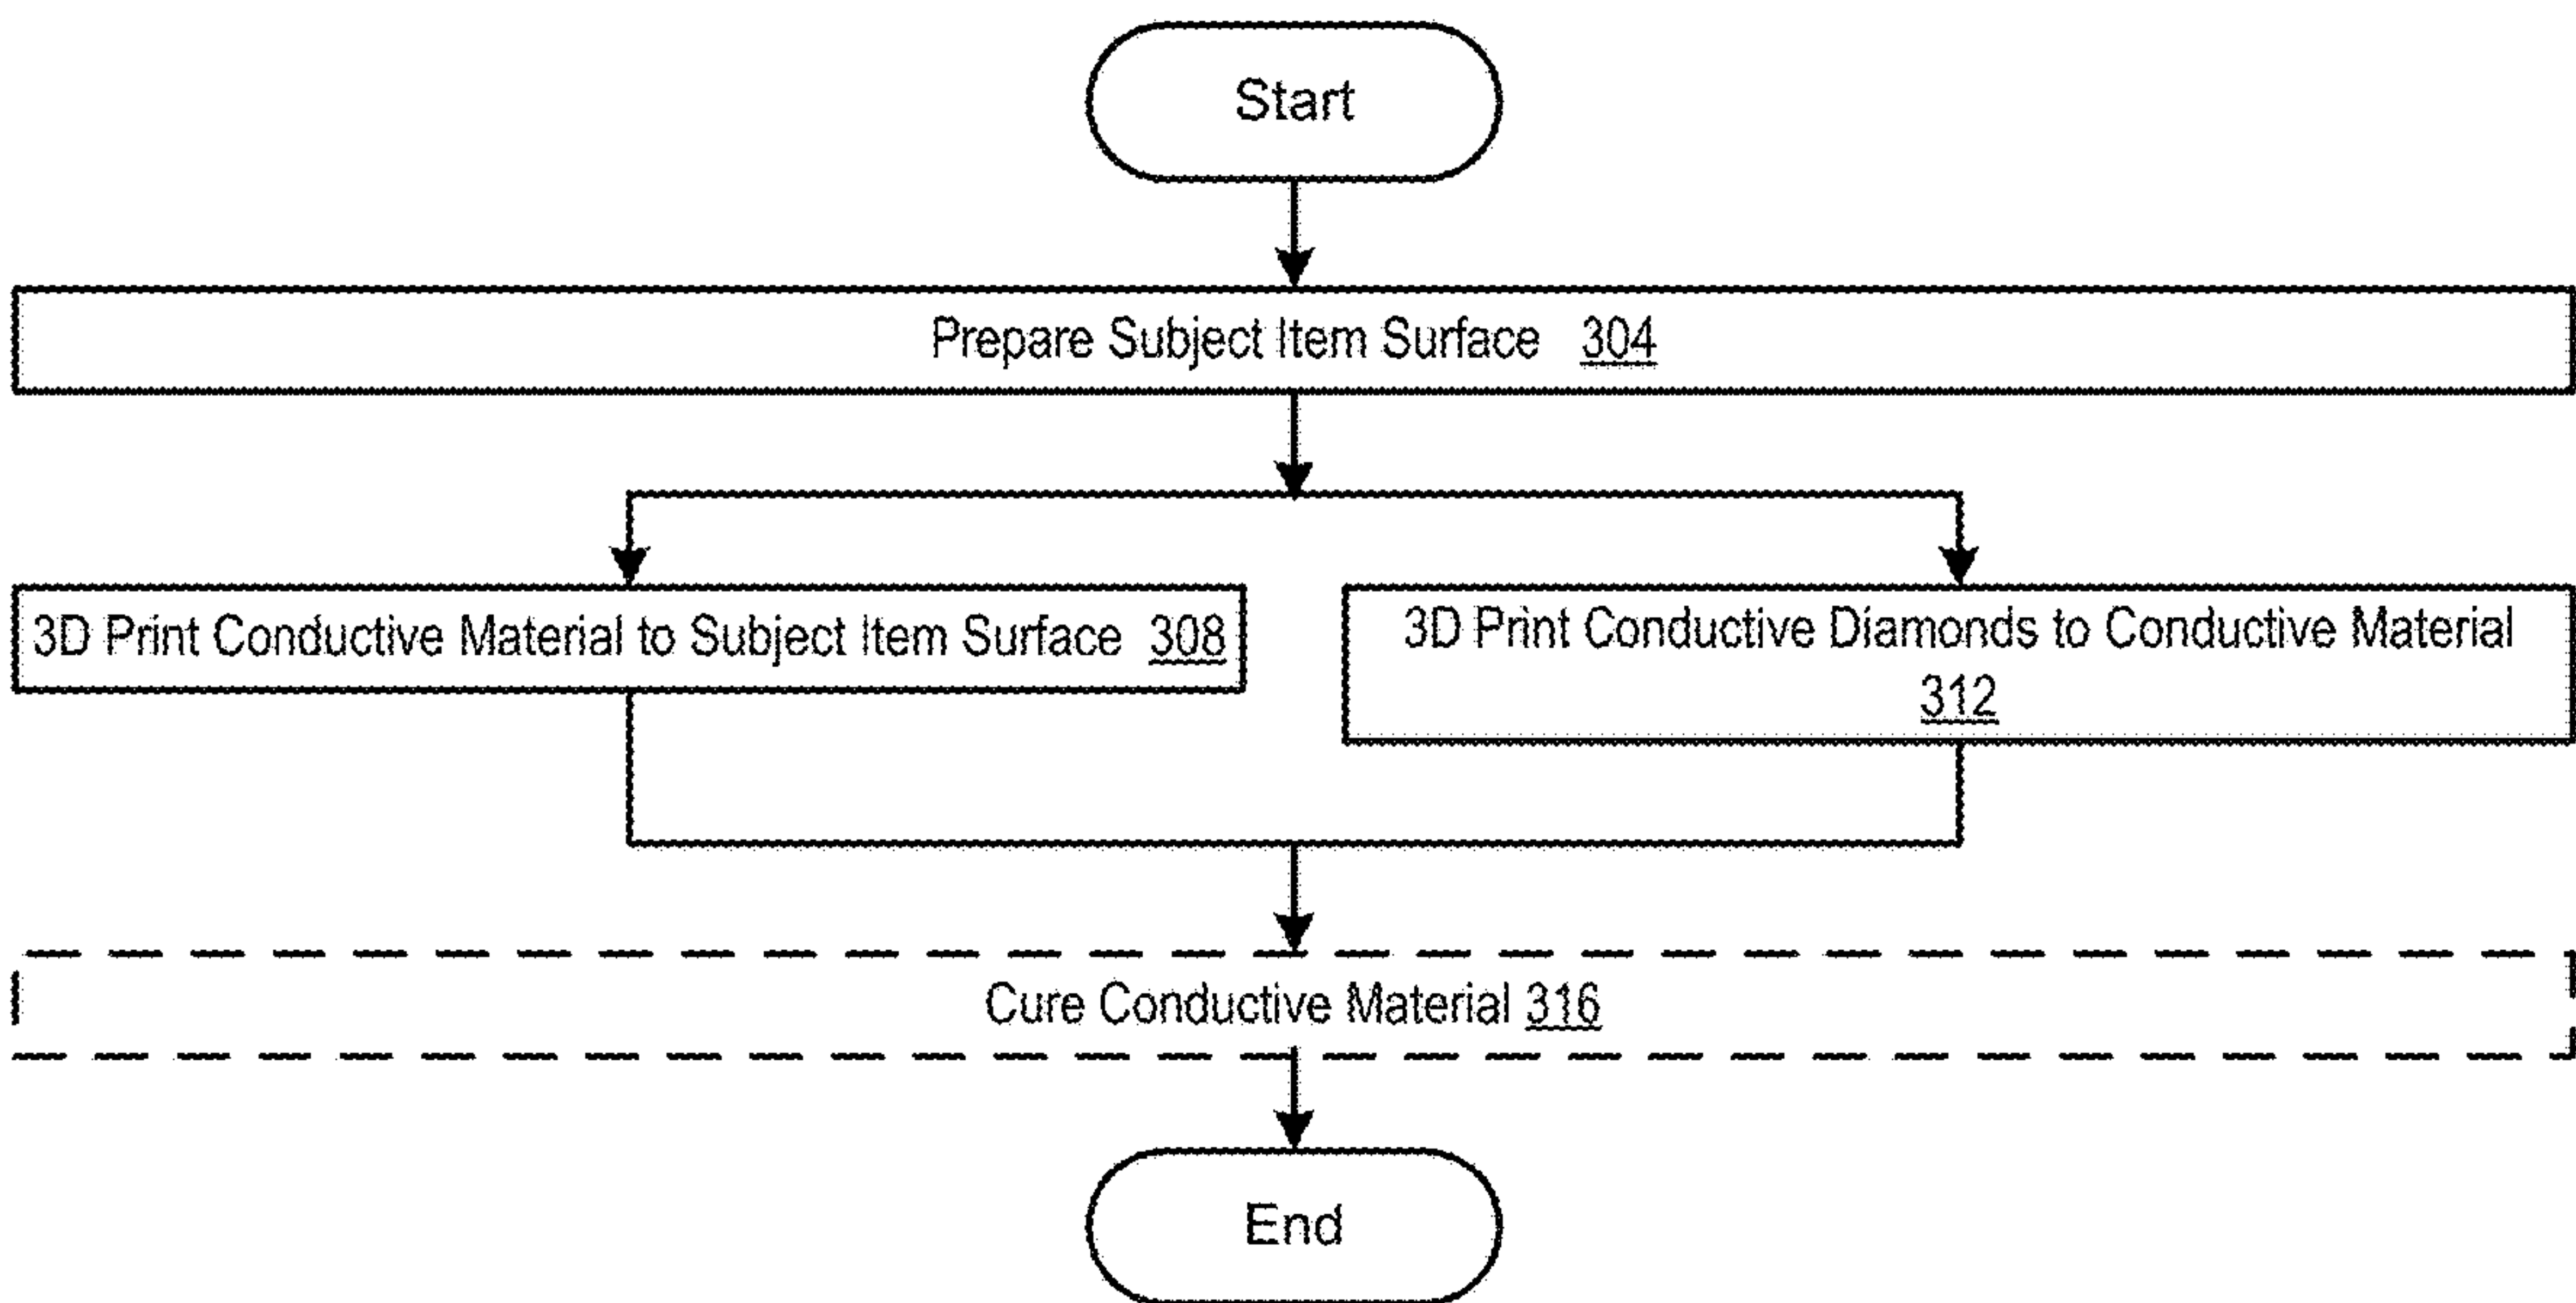 Start
Prepare Subject Item Surface 304
3D Print Conductive Material to Subject Item Surface 308
3D Print Conductive Diamonds to Conductive Material
312
Cure Conductive Material 316
End